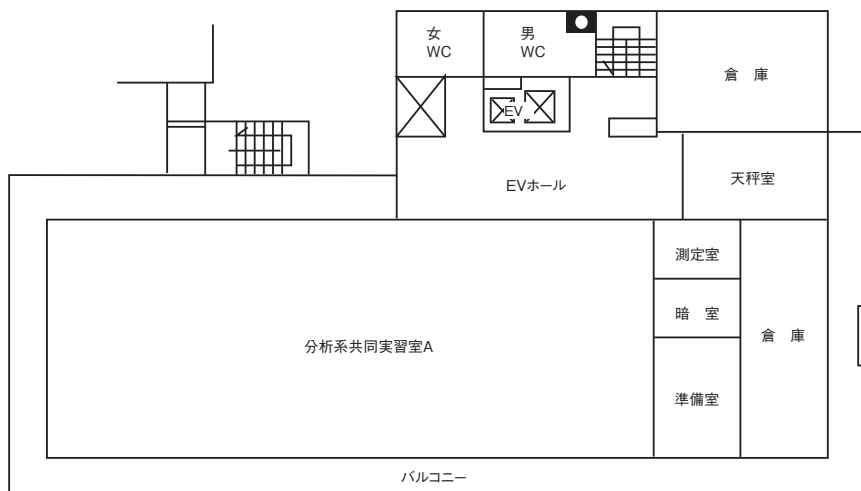 女
WC
男
WC
倉　庫
EV
EVホール
天秤室
測定室
暗　室
倉　庫
分析系共同実習室A
準備室
バルコニー